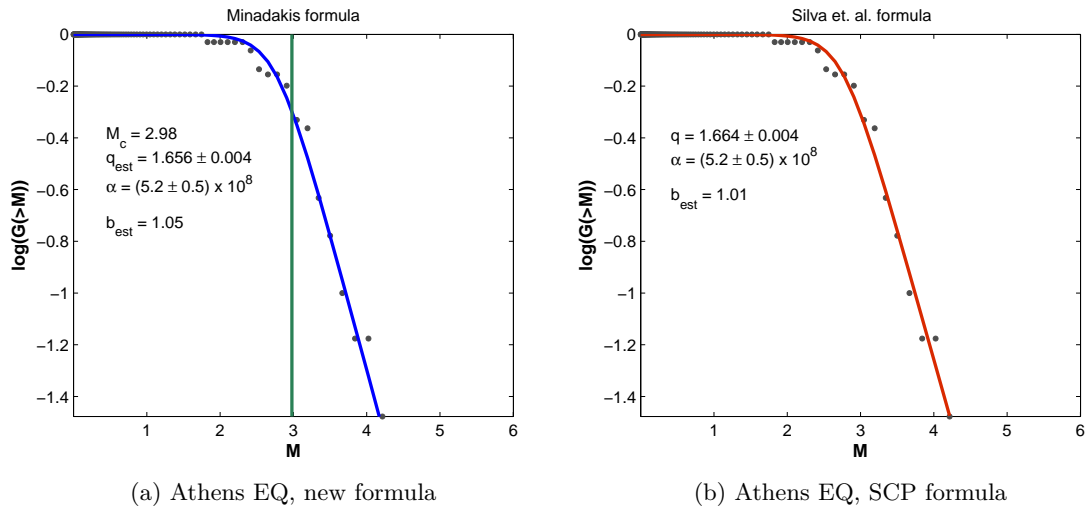 Minadakis formula
0
−0.2
−0.4
−0.6
−0.8
−1
−1.2
−1.4
log(G(>M))
M_c = 2.98
q_est = 1.656 ± 0.004
α = (5.2 ± 0.5) x 10^8
b_est = 1.05
1 2 3 4 5 6
M
(a) Athens EQ, new formula
Silva et. al. formula
0
−0.2
−0.4
−0.6
−0.8
−1
−1.2
−1.4
log(G(>M))
q = 1.664 ± 0.004
α = (5.2 ± 0.5) x 10^8
b_est = 1.01
1 2 3 4 5 6
M
(b) Athens EQ, SCP formula